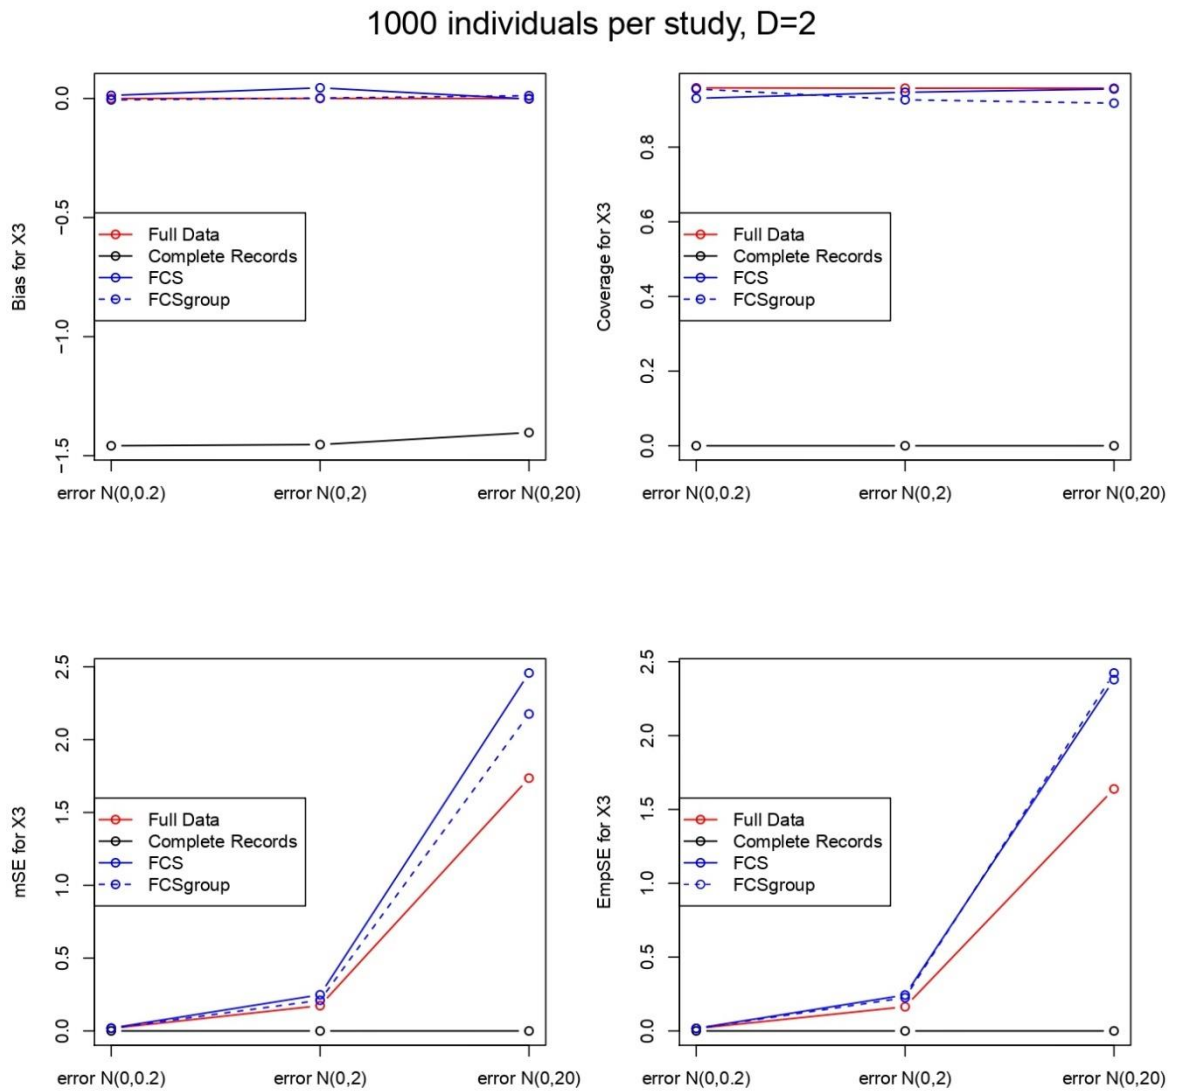 1000 individuals per study, D=2
Bias for X3
0.0
−0.5
−1.0
−1.5
Full Data
Complete Records
FCS
FCSgroup
error N(0,0.2) error N(0,2) error N(0,20)
Coverage for X3
0.8
0.6
0.4
0.2
0.0
Full Data
Complete Records
FCS
FCSgroup
error N(0,0.2) error N(0,2) error N(0,20)
mSE for X3
2.5
2.0
1.5
1.0
0.5
0.0
Full Data
Complete Records
FCS
FCSgroup
error N(0,0.2) error N(0,2) error N(0,20)
EmpSE for X3
2.5
2.0
1.5
1.0
0.5
0.0
Full Data
Complete Records
FCS
FCSgroup
error N(0,0.2) error N(0,2) error N(0,20)